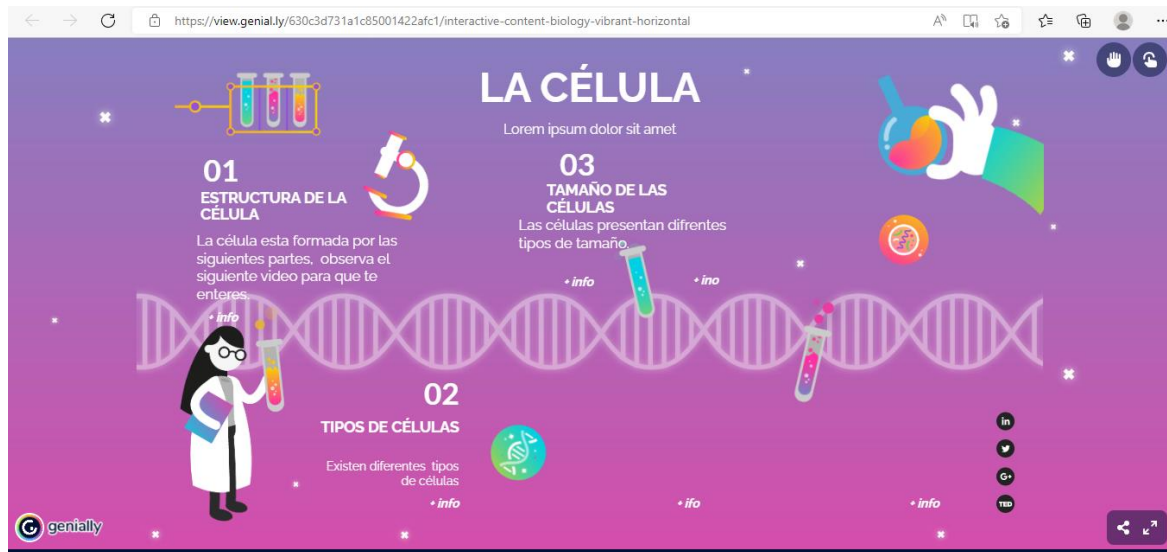 https://view.genial.ly/630c3d731a1c85001422afc1/interactive-content-biology-vibrant-horizontal
LA CÉLULA
Lorem ipsum dolor sit amet
01
ESTRUCTURA DE LA
CÉLULA
La célula esta formada por las
siguientes partes,  observa el
siguiente video para que te
enteres.
+ info
03
TAMAÑO DE LAS
CÉLULAS
Las células presentan difrentes
tipos de tamaño.
+ info
+ ino
02
TIPOS DE CÉLULAS
Existen diferentes  tipos
de células
+ info
+ ifo
+ info
in
G+
TED
genially